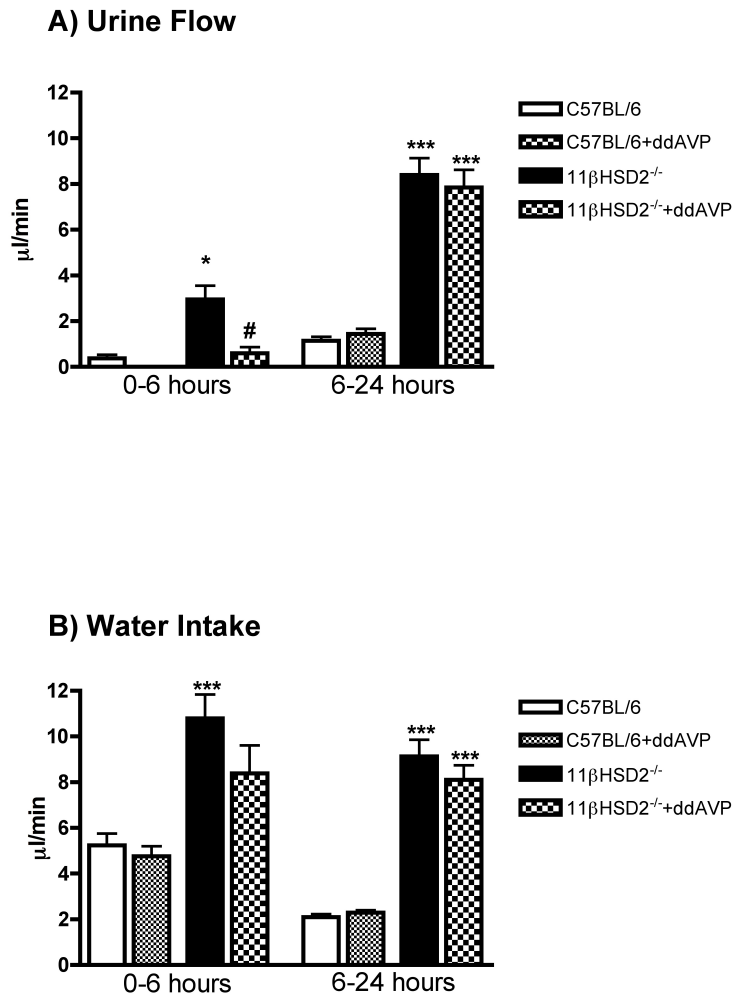 A) Urine Flow
12
10
8
6
4
2
0
μl/min
*
#
***
***
0-6 hours
6-24 hours
C57BL/6
C57BL/6+ddAVP
11βHSD2-/-
11βHSD2-/-+ddAVP
B) Water Intake
12
10
8
6
4
2
0
μl/min
***
***
***
0-6 hours
6-24 hours
C57BL/6
C57BL/6+ddAVP
11βHSD2-/-
11βHSD2-/-+ddAVP